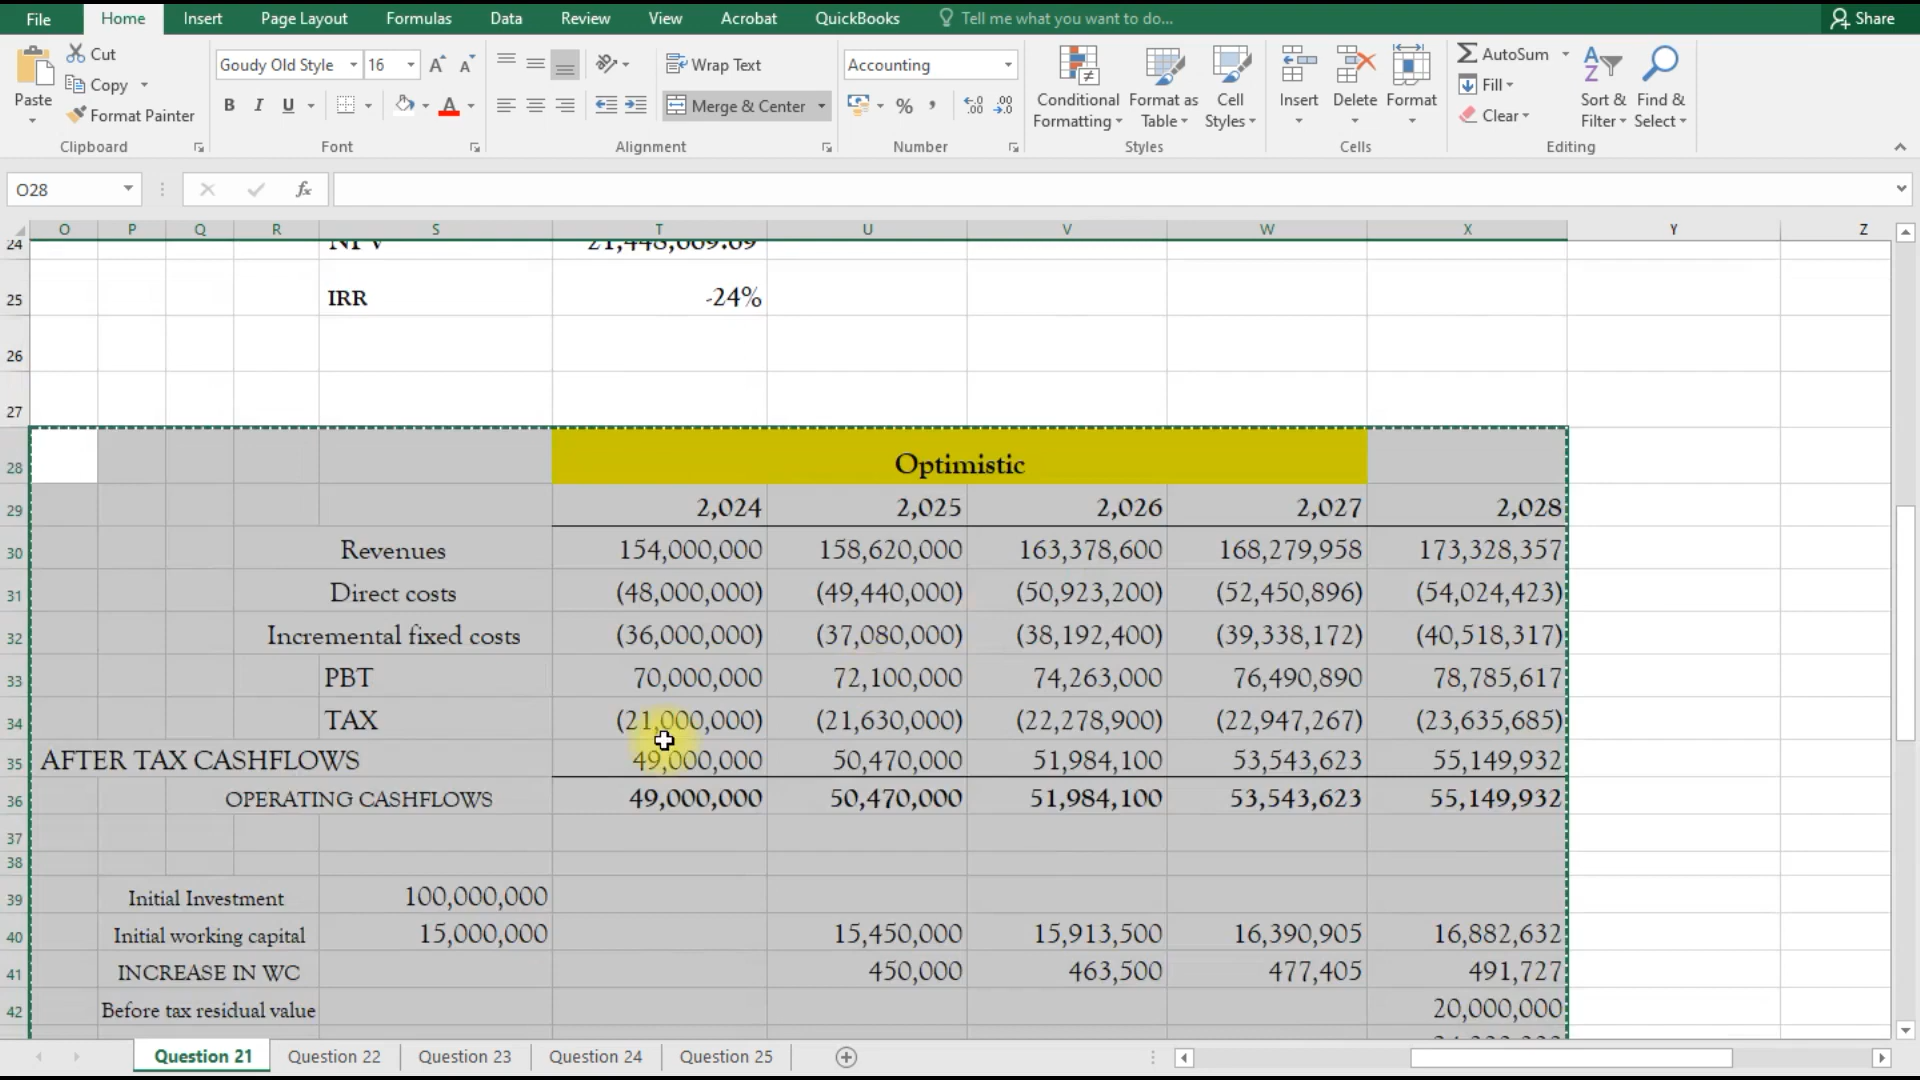 File Home Insert Page Layout Formulas Data Review View Acrobat QuickBooks Tell me what you want to do... Share
Paste Cut Copy Format Painter
Goudy Old Style 16 A A
B I U A
Wrap Text
Merge & Center
Accounting
% , .0 .00 .00 .0
Conditional Formatting Format as Table Cell Styles
Insert Delete Format
AutoSum Fill Clear
Sort & Filter Find & Select
Clipboard Font Alignment Number Styles Cells Editing
O28 fx
O P Q R S T U V W X Y Z
24 NPV
25 IRR -24%
26
27
28 Optimistic
29 2,024 2,025 2,026 2,027 2,028
30 Revenues 154,000,000 158,620,000 163,378,600 168,279,958 173,328,357
31 Direct costs (48,000,000) (49,440,000) (50,923,200) (52,450,896) (54,024,423)
32 Incremental fixed costs (36,000,000) (37,080,000) (38,192,400) (39,338,172) (40,518,317)
33 PBT 70,000,000 72,100,000 74,263,000 76,490,890 78,785,617
34 TAX (21,000,000) (21,630,000) (22,278,900) (22,947,267) (23,635,685)
35 AFTER TAX CASHFLOWS 49,000,000 50,470,000 51,984,100 53,543,623 55,149,932
36 OPERATING CASHFLOWS 49,000,000 50,470,000 51,984,100 53,543,623 55,149,932
37
38
39 Initial Investment 100,000,000
40 Initial working capital 15,000,000 15,450,000 15,913,500 16,390,905 16,882,632
41 INCREASE IN WC 450,000 463,500 477,405 491,727
42 Before tax residual value 20,000,000
Question 21 Question 22 Question 23 Question 24 Question 25